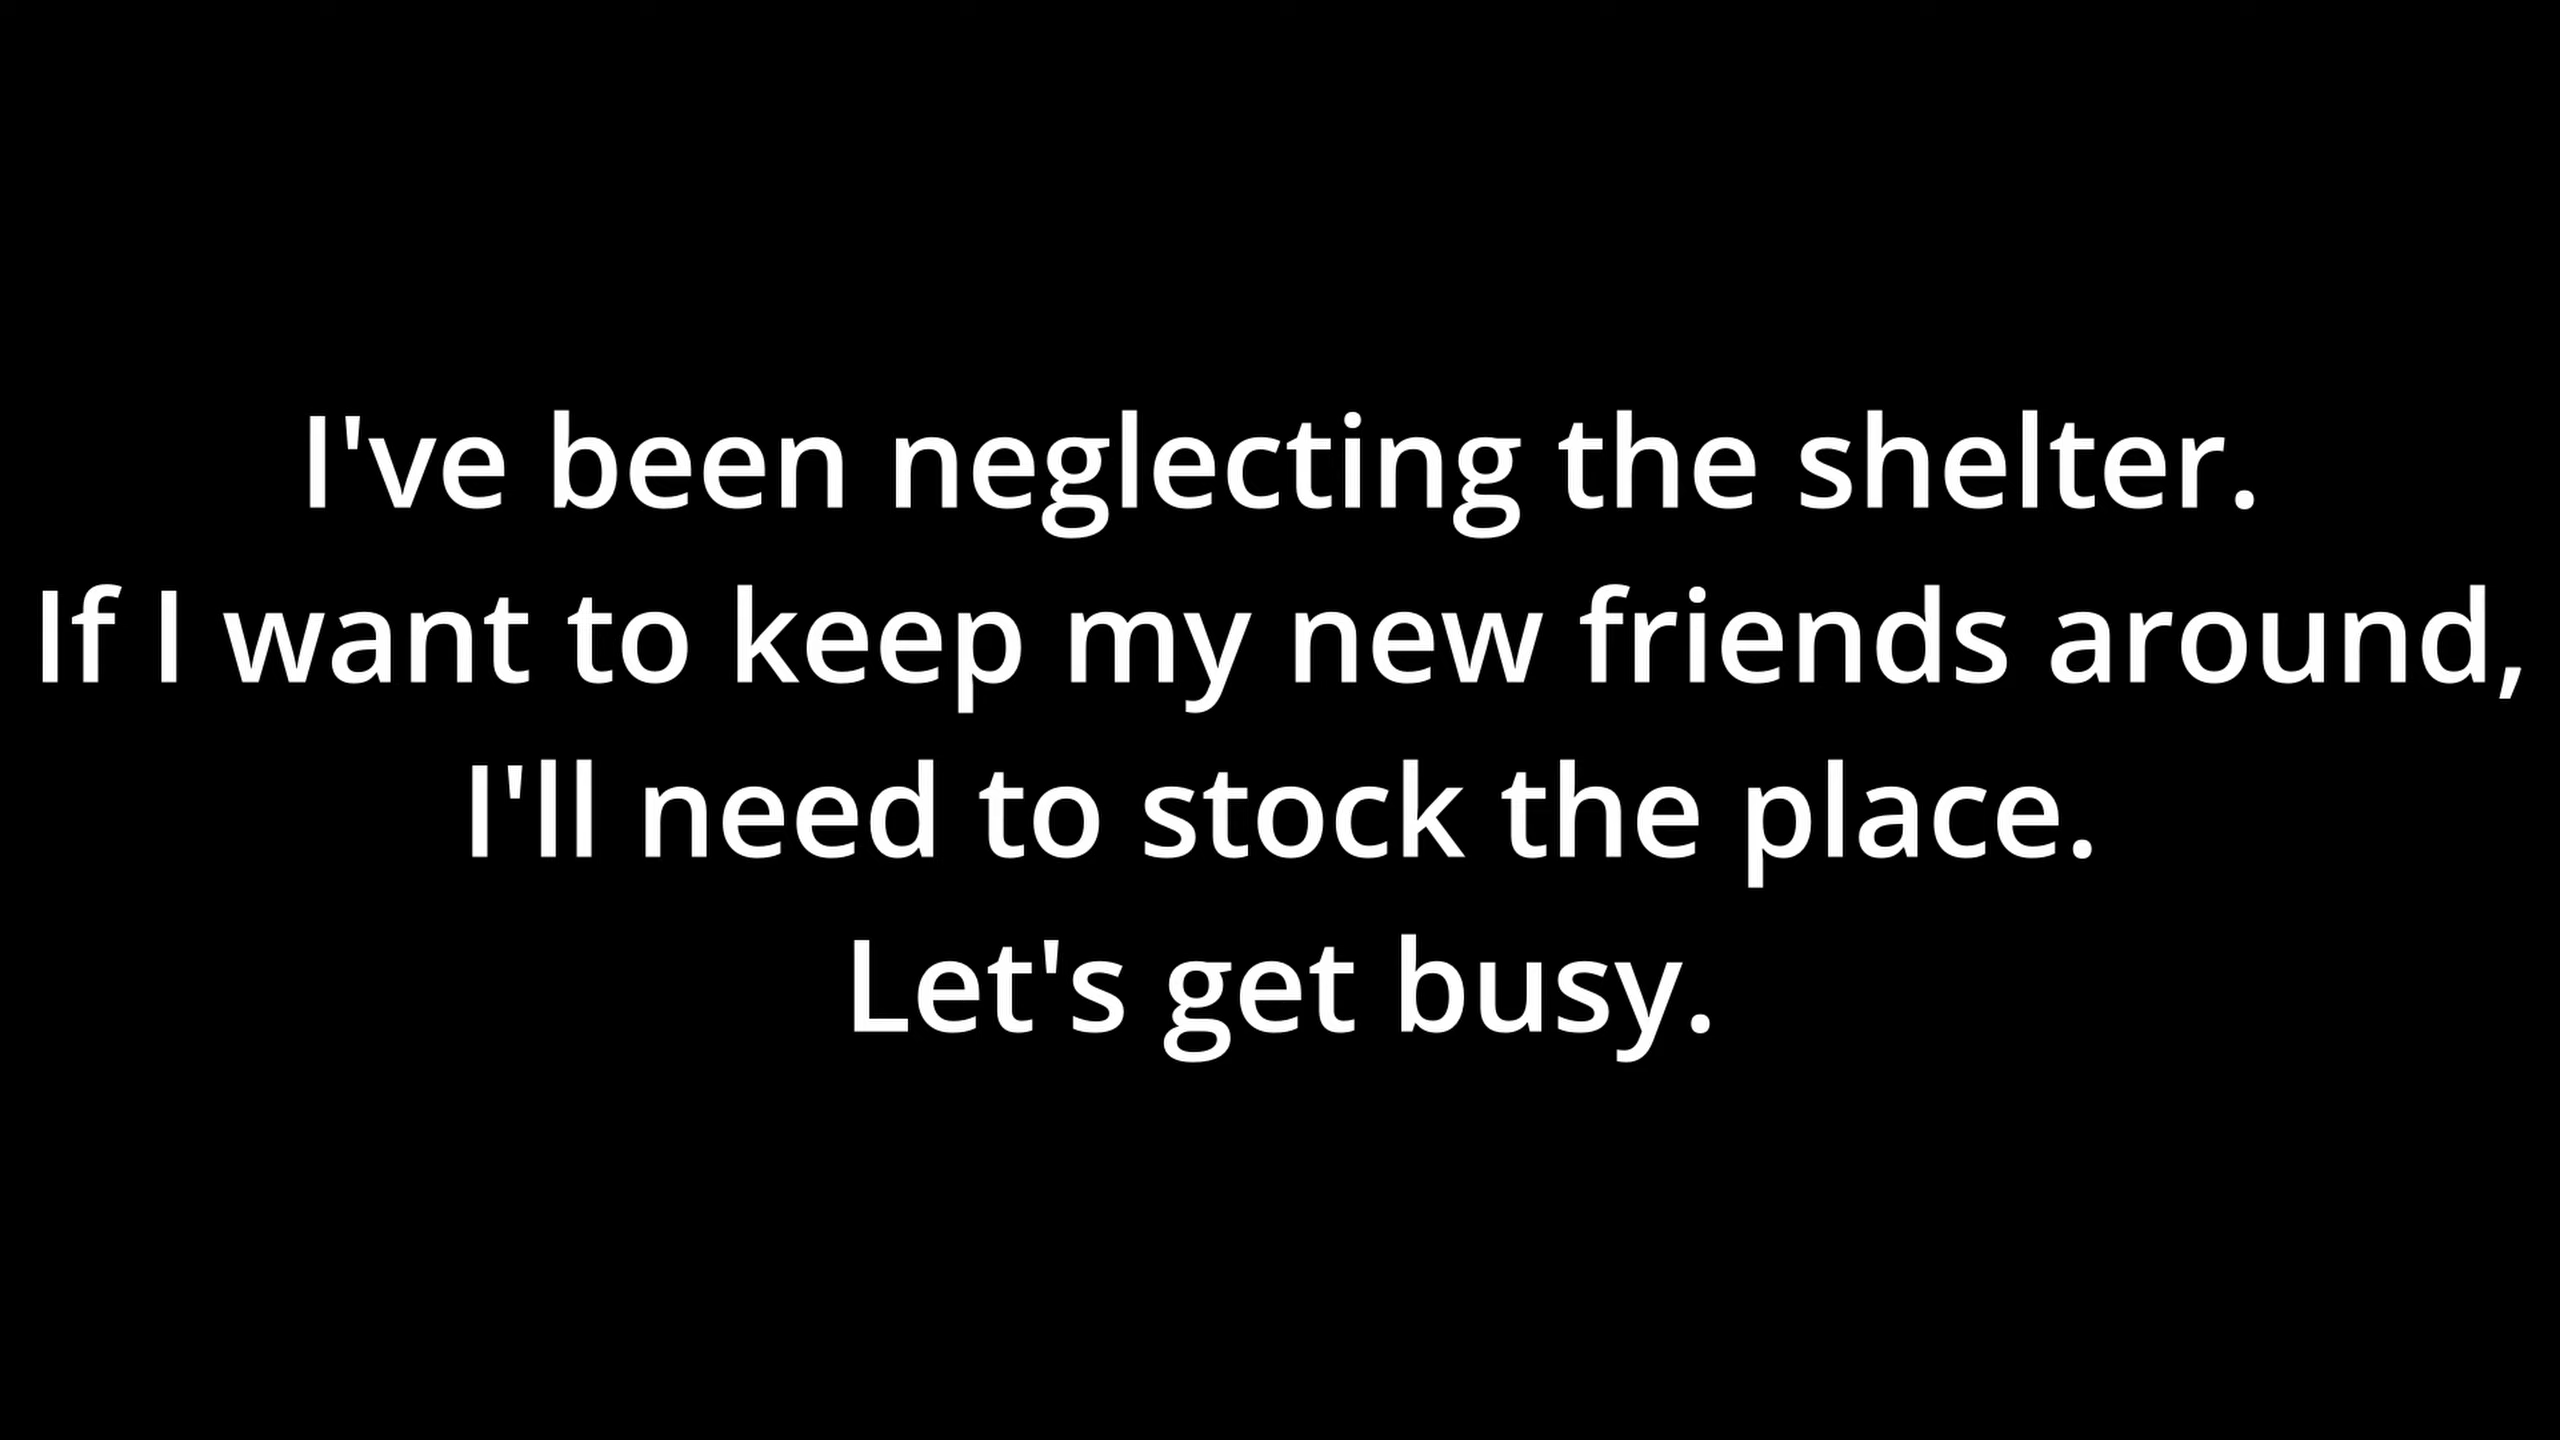 I've been neglecting the shelter.
If I want to keep my new friends around,
I'll need to stock the place.
Let's get busy.